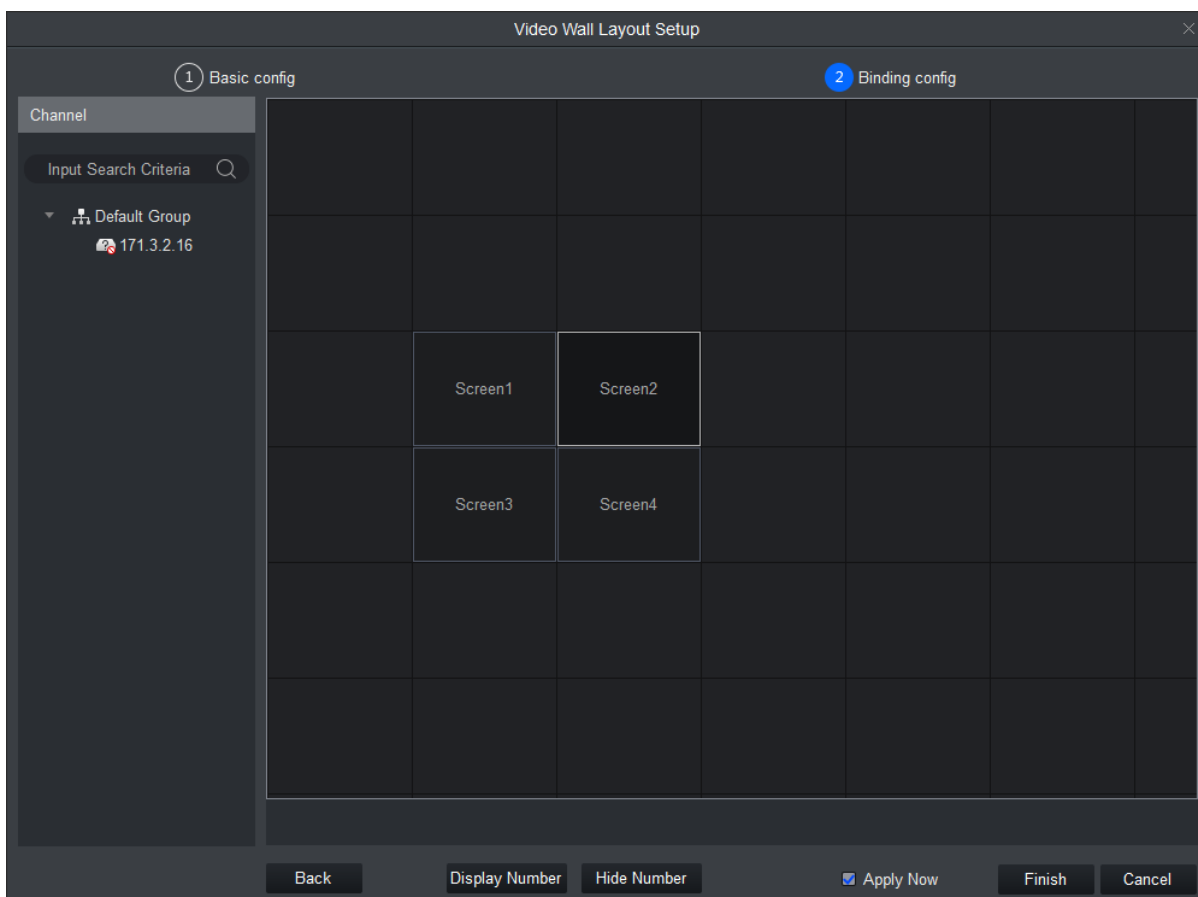 Video Wall Layout Setup
1 Basic config
2 Binding config
Channel
Input Search Criteria
Default Group
171.3.2.16
Screen1
Screen2
Screen3
Screen4
Back
Display Number
Hide Number
Apply Now
Finish
Cancel